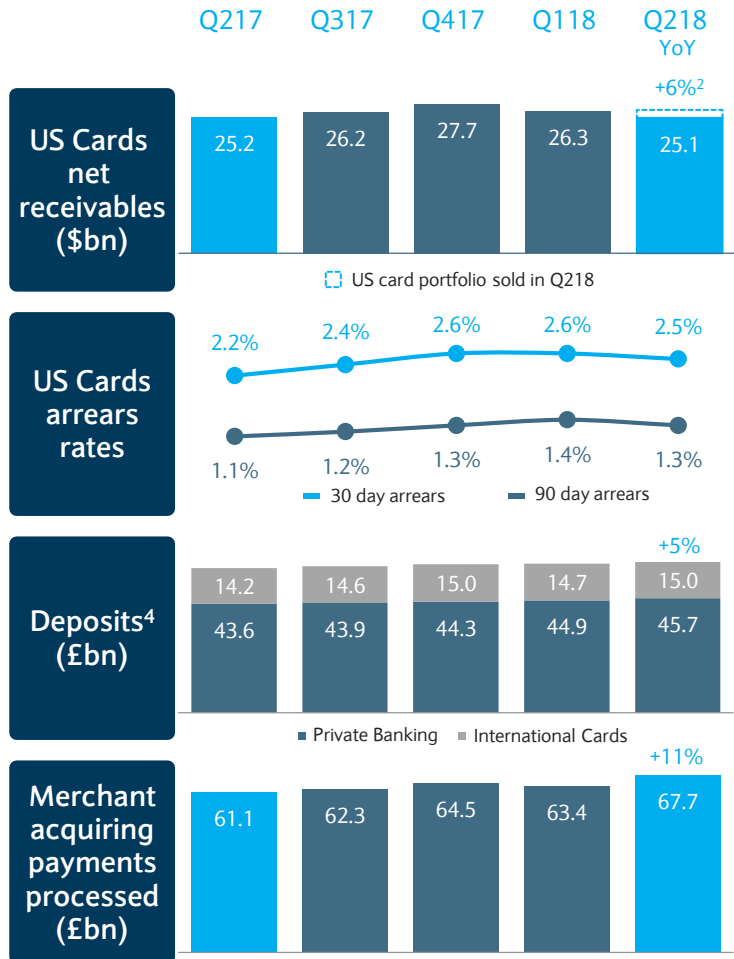 Q217 Q317 Q417 Q118 Q218
YoY
+6%2
US Cards
net
receivables
($bn)
25.2 26.2 27.7 26.3 25.1
US card portfolio sold in Q218
US Cards
arrears
rates
2.2% 2.4% 2.6% 2.6% 2.5%
1.1% 1.2% 1.3% 1.4% 1.3%
30 day arrears 90 day arrears
+5%
Deposits4
(£bn)
14.2 14.6 15.0 14.7 15.0
43.6 43.9 44.3 44.9 45.7
Private Banking International Cards
+11%
Merchant
acquiring
payments
processed
(£bn)
61.1 62.3 64.5 63.4 67.7